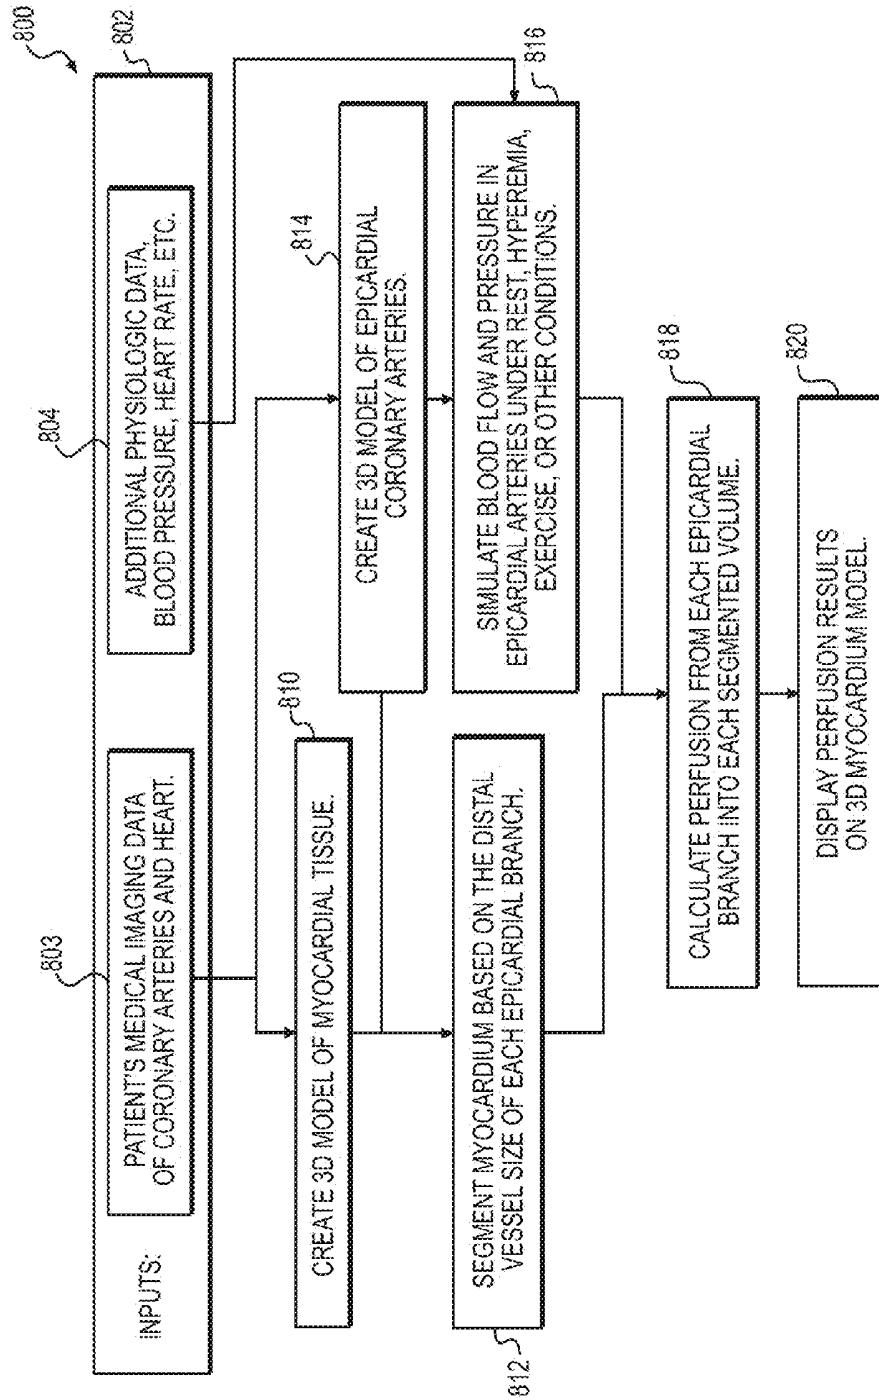 800
802
INPUTS:
803
PATIENT'S MEDICAL IMAGING DATA
OF CORONARY ARTERIES AND HEART.
804
ADDITIONAL PHYSIOLOGIC DATA,
BLOOD PRESSURE, HEART RATE, ETC.
810
CREATE 3D MODEL OF MYOCARDIAL TISSUE.
814
CREATE 3D MODEL OF EPICARDIAL
CORONARY ARTERIES.
812
SEGMENT MYOCARDIUM BASED ON THE DISTAL
VESSEL SIZE OF EACH EPICARDIAL BRANCH.
816
SIMULATE BLOOD FLOW AND PRESSURE IN
EPICARDIAL ARTERIES UNDER REST, HYPEREMIA,
EXERCISE, OR OTHER CONDITIONS.
818
CALCULATE PERFUSION FROM EACH EPICARDIAL
BRANCH INTO EACH SEGMENTED VOLUME.
820
DISPLAY PERFUSION RESULTS
ON 3D MYOCARDIUM MODEL.